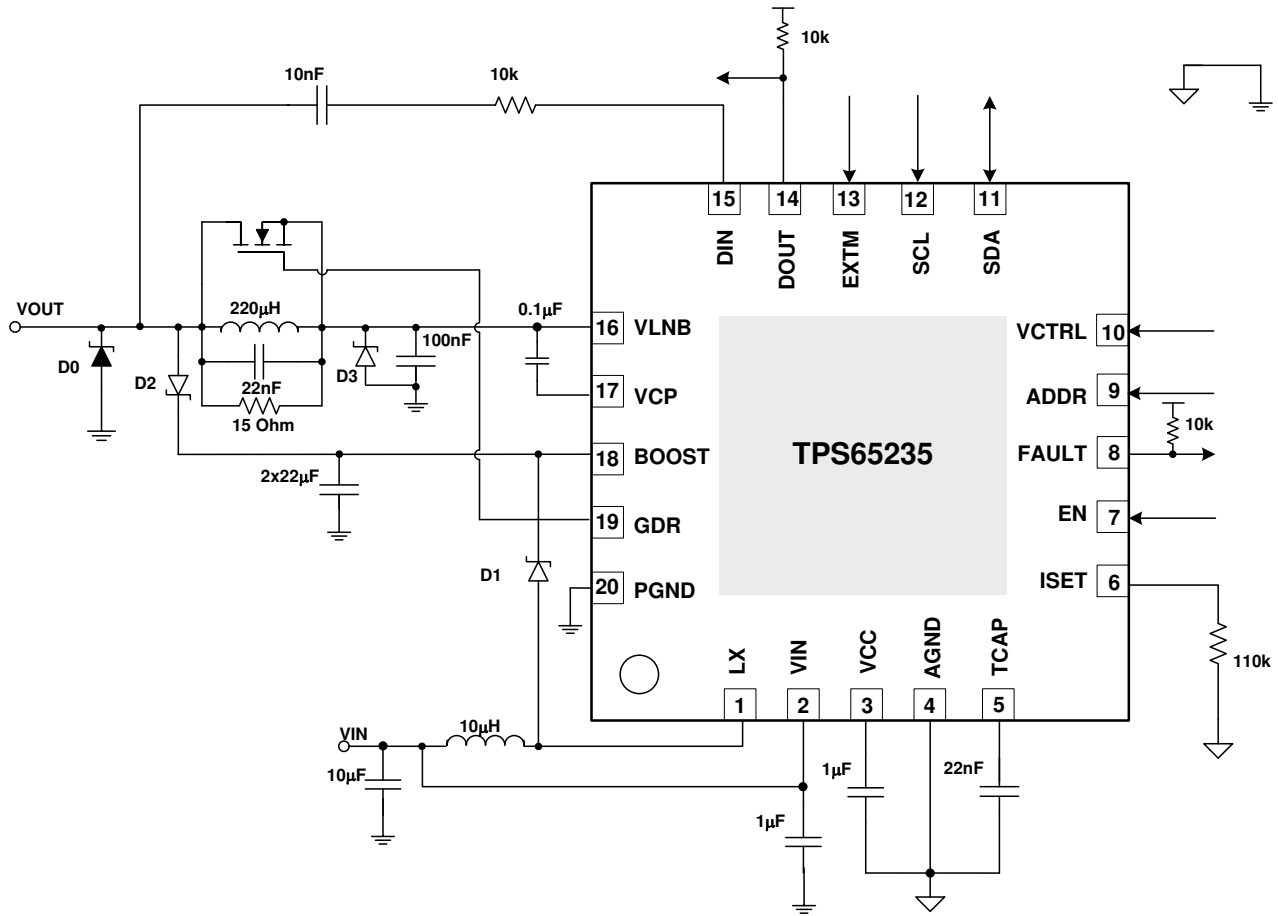 10k
10nF
10k
15
14
13
12
11
DIN
DOUT
EXTM
SCL
SDA
VOUT
220µH
0.1µF
16
VLNB
VCTRL
10
D0
D2
D3
100nF
22nF
15 Ohm
17
VCP
ADDR
9
10k
2x22µF
18
BOOST
TPS65235
FAULT
8
19
GDR
EN
7
D1
20
PGND
ISET
6
LX
VIN
VCC
AGND
TCAP
110k
1
2
3
4
5
VIN
10µH
10µF
1µF
22nF
1µF